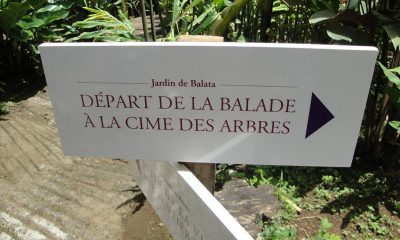 Jardin de Balata
DÉPART DE LA BALADE
À LA CIME DES ARBRES